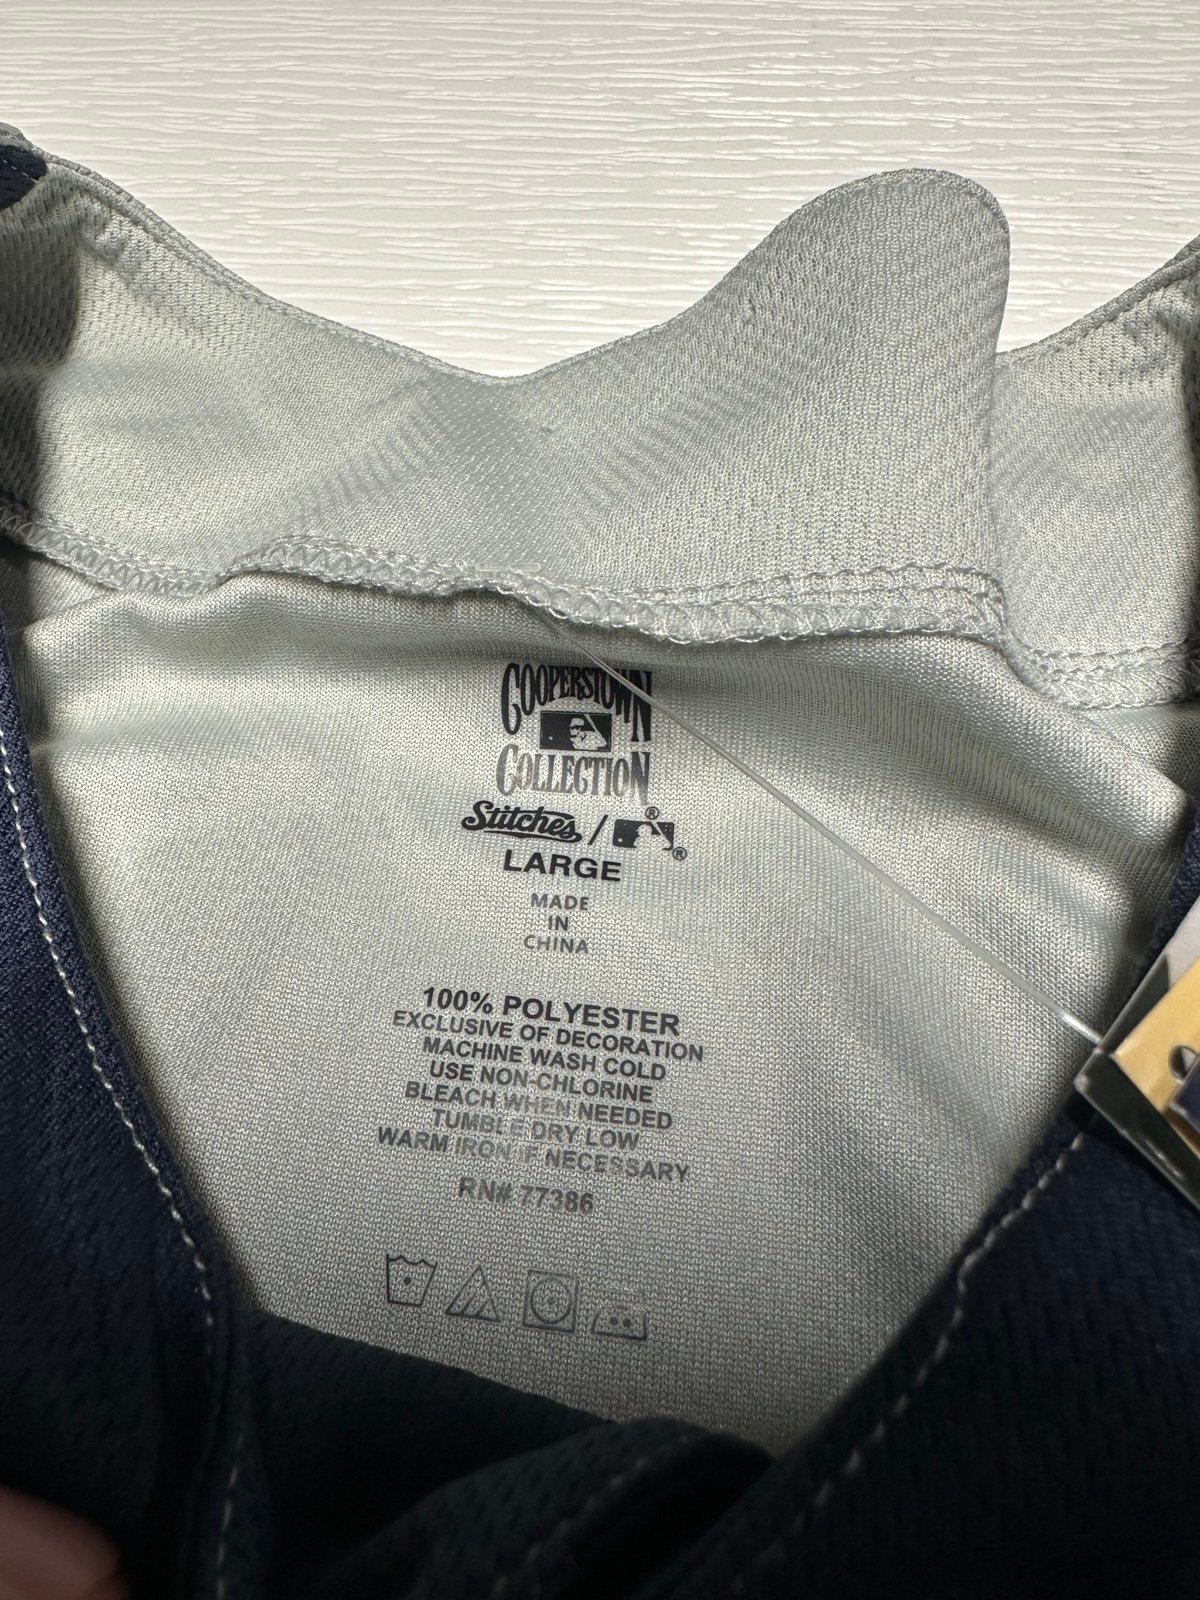 COOPERSTOWN
COLLECTION
Stitches / ®
®
LARGE
MADE
IN
CHINA
100% POLYESTER
EXCLUSIVE OF DECORATION
MACHINE WASH COLD
USE NON-CHLORINE
BLEACH WHEN NEEDED
TUMBLE DRY LOW
WARM IRON IF NECESSARY
RN# 77386